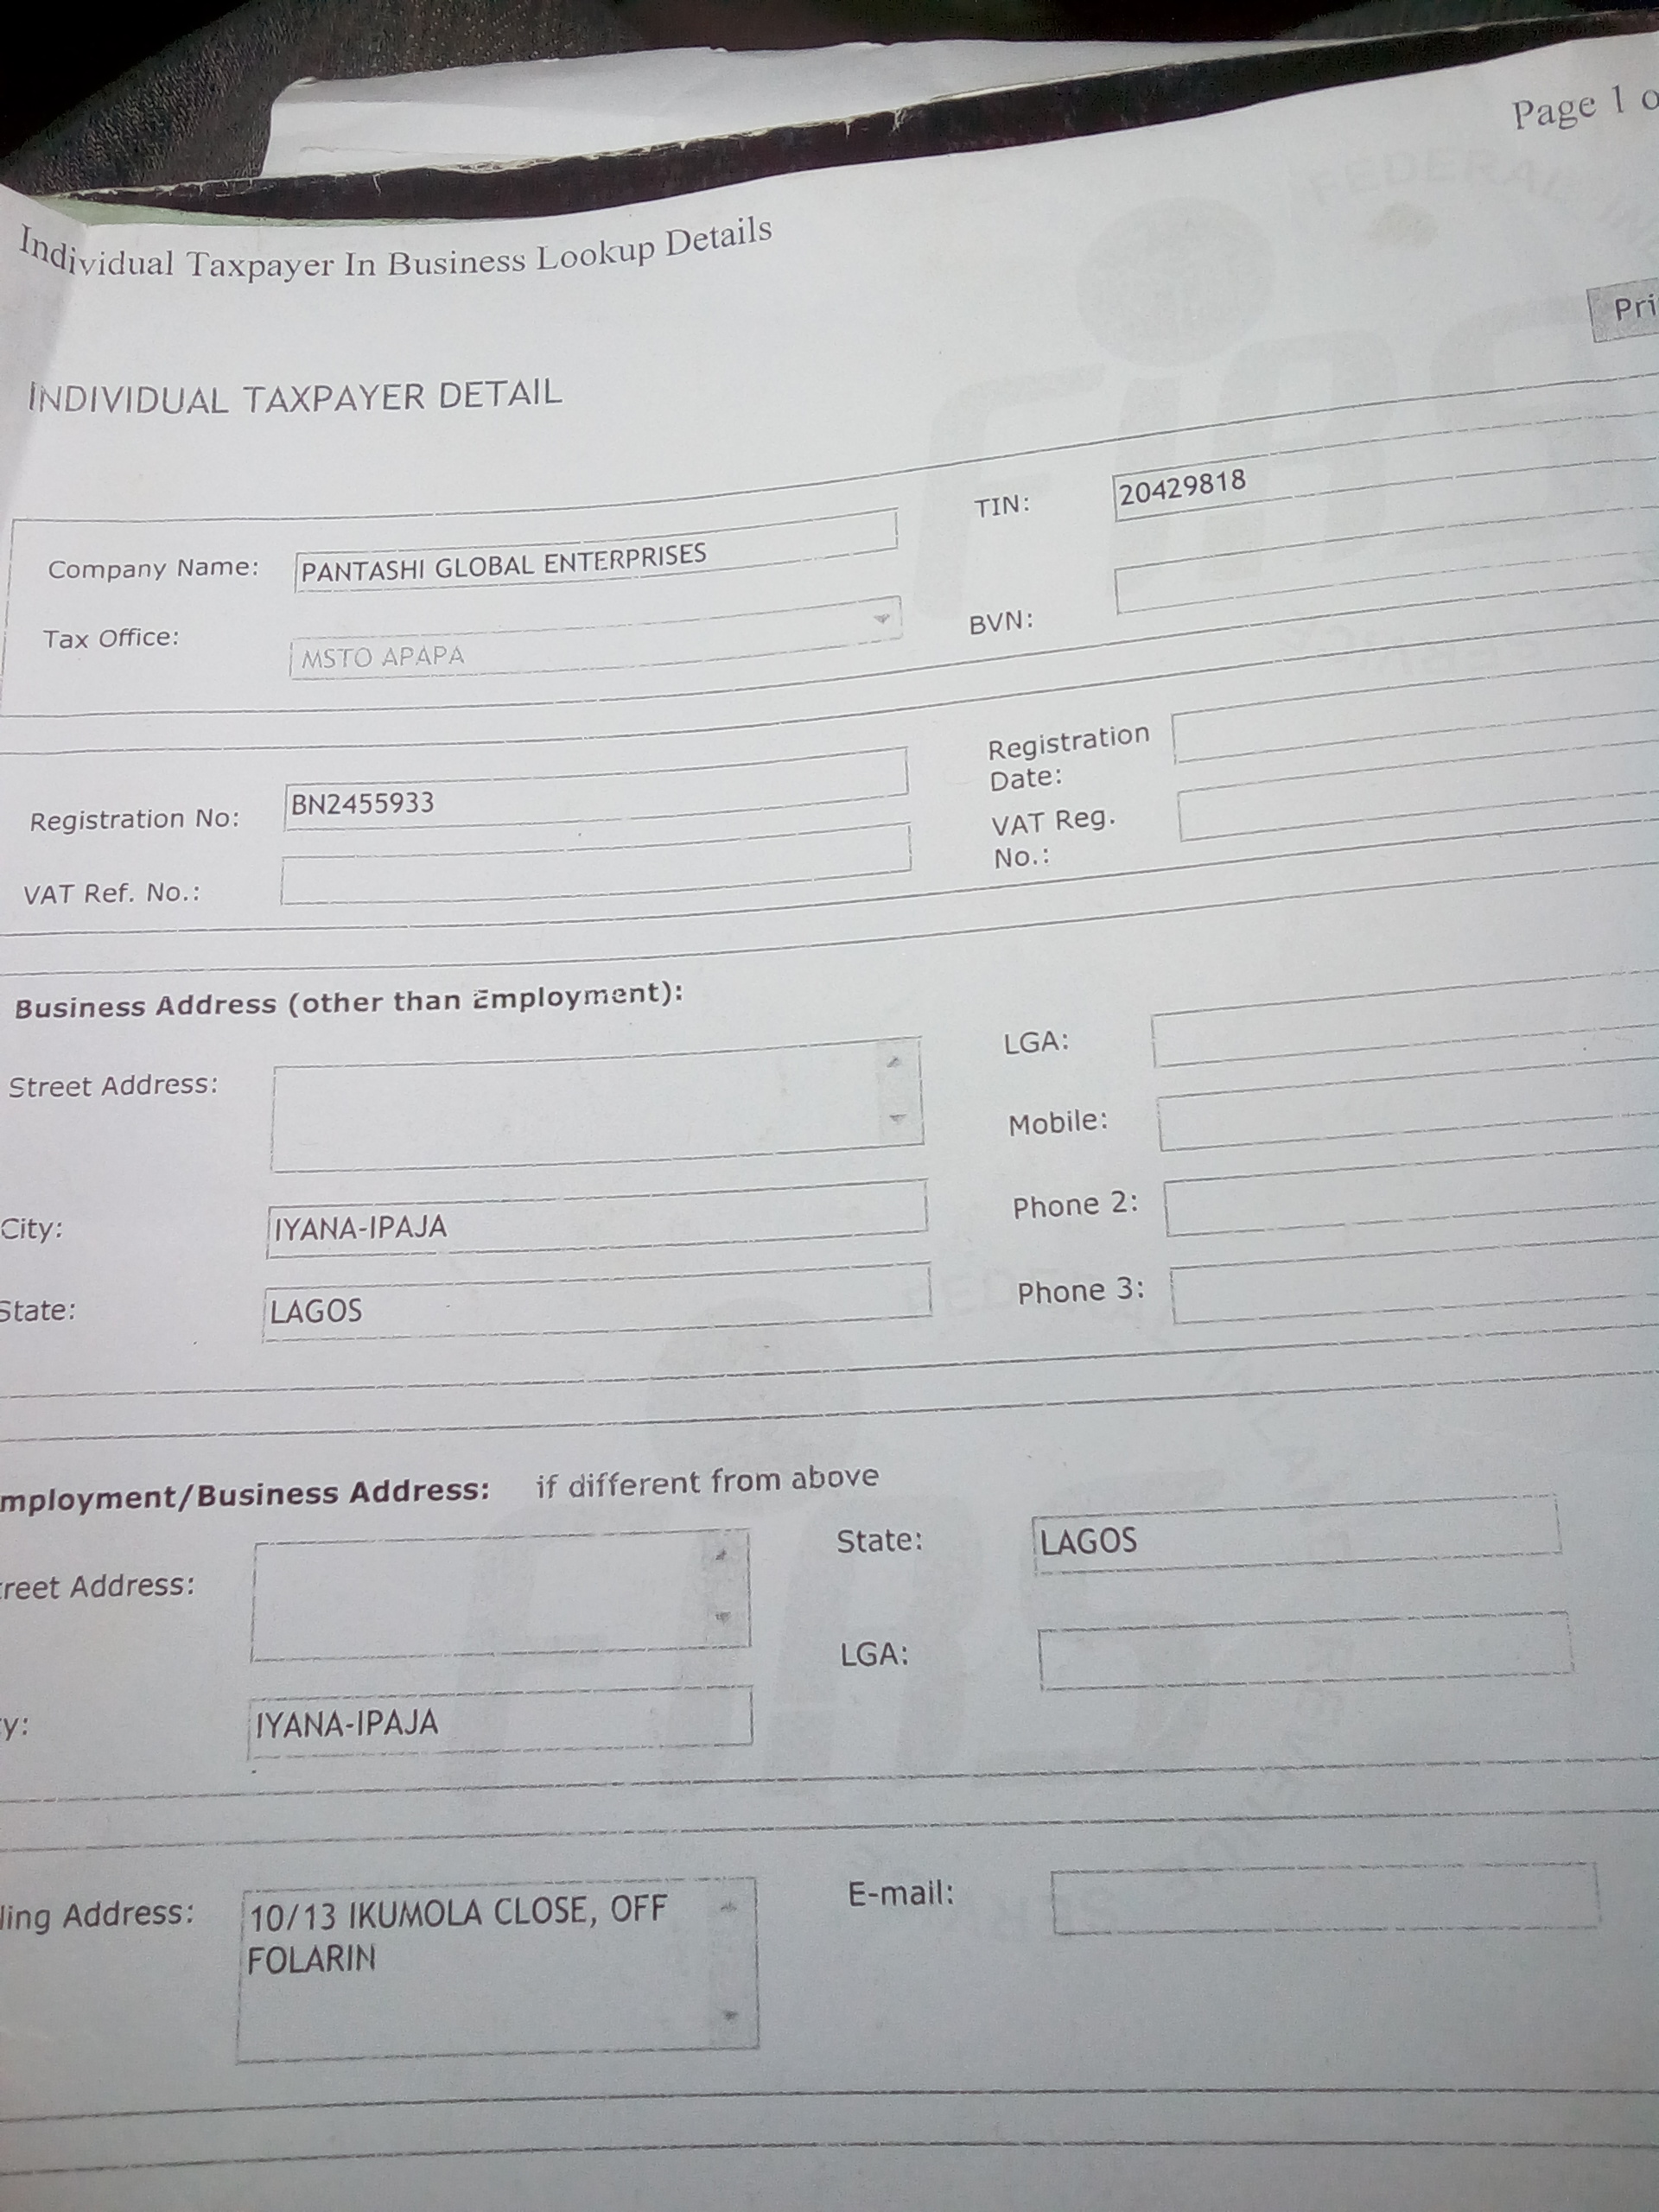 Page 1 o
Individual Taxpayer In Business Lookup Details
Pri
INDIVIDUAL TAXPAYER DETAIL
Company Name: PANTASHI GLOBAL ENTERPRISES TIN: 20429818
Tax Office: MSTO APAPA BVN:
Registration No: BN2455933 Registration
Date:
VAT Ref. No.: VAT Reg.
No.:
Business Address (other than Employment):
Street Address: LGA:
Mobile:
City: IYANA-IPAJA Phone 2:
State: LAGOS Phone 3:
mployment/Business Address: if different from above
reet Address: State: LAGOS
LGA:
y: IYANA-IPAJA
ling Address: 10/13 IKUMOLA CLOSE, OFF E-mail:
FOLARIN
FEDERAL IN
FIRS
SERVICE